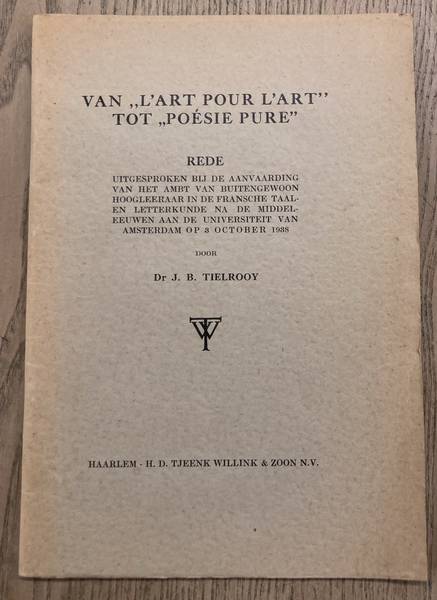 VAN „L'ART POUR L'ART”
TOT „POÉSIE PURE”
REDE
UITGESPROKEN BIJ DE AANVAARDING
VAN HET AMBT VAN BUITENGEWOON
HOOGLEERAAR IN DE FRANSCHE TAAL-
EN LETTERKUNDE NA DE MIDDEL-
EEUWEN AAN DE UNIVERSITEIT VAN
AMSTERDAM OP 3 OCTOBER 1938
DOOR
Dr J. B. TIELROOY
TW
HAARLEM - H. D. TJEENK WILLINK & ZOON N.V.